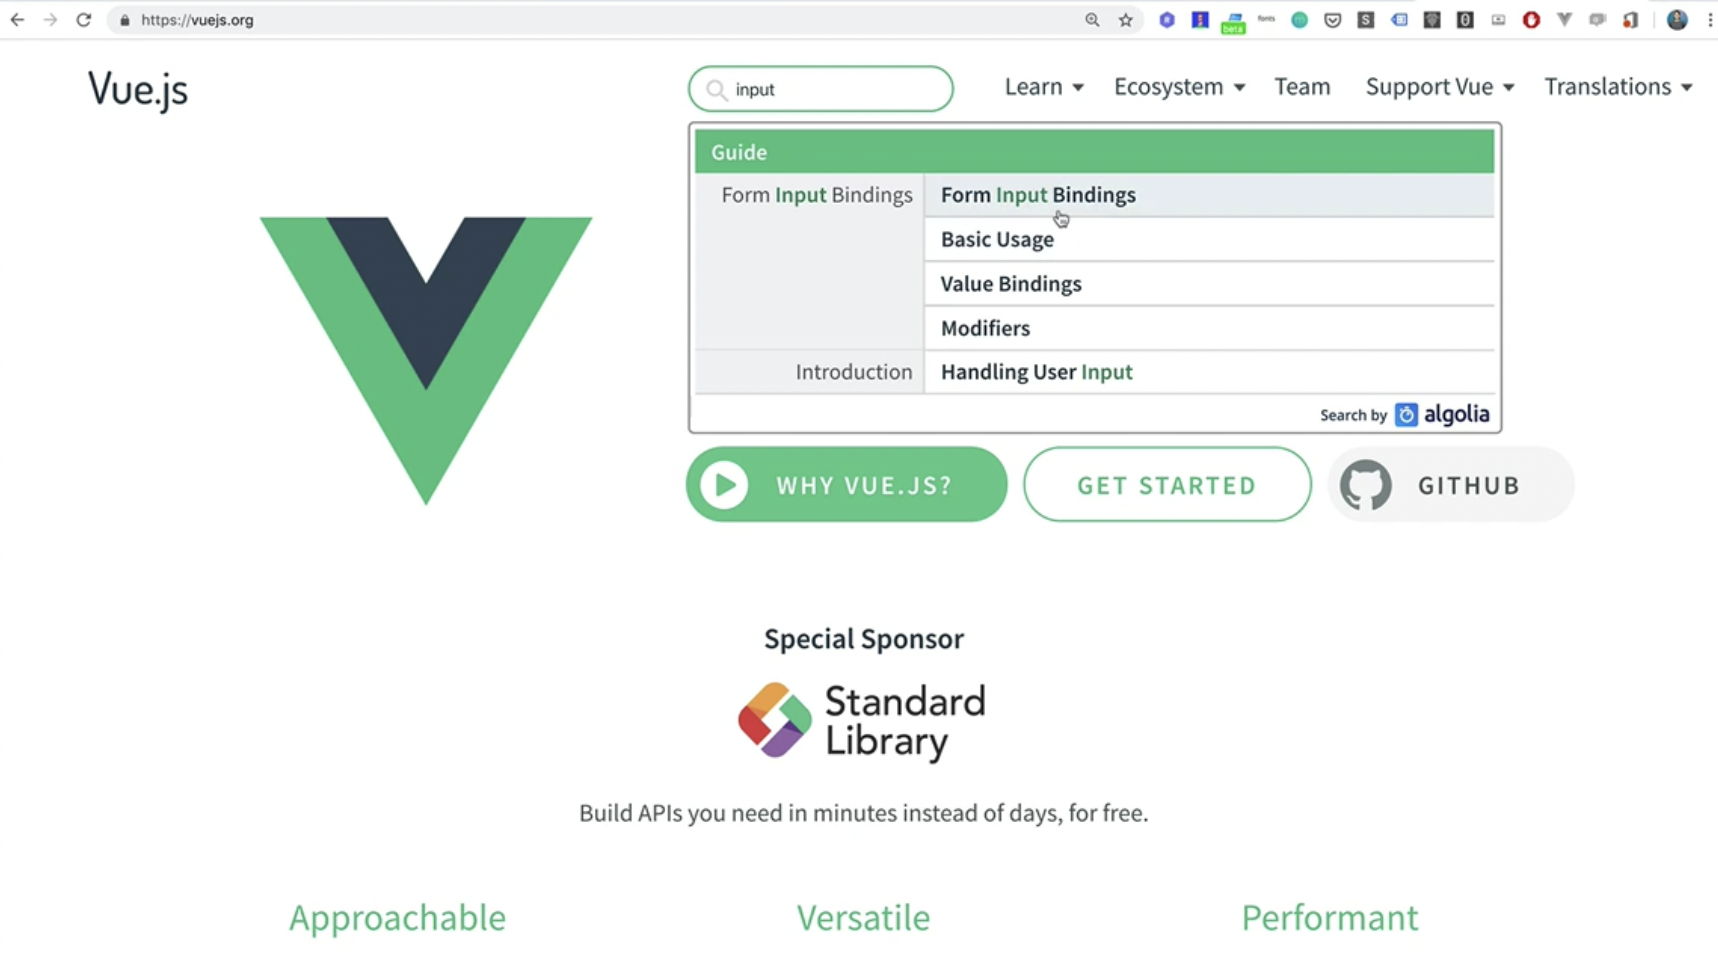 https://vuejs.org
beta
fonts
S
Vue.js
input
Learn
Ecosystem
Team
Support Vue
Translations
Guide
Form Input Bindings
Form Input Bindings
Basic Usage
Value Bindings
Modifiers
Introduction
Handling User Input
Search by algolia
WHY VUE.JS?
GET STARTED
GITHUB
Special Sponsor
Standard
Library
Build APIs you need in minutes instead of days, for free.
Approachable
Versatile
Performant